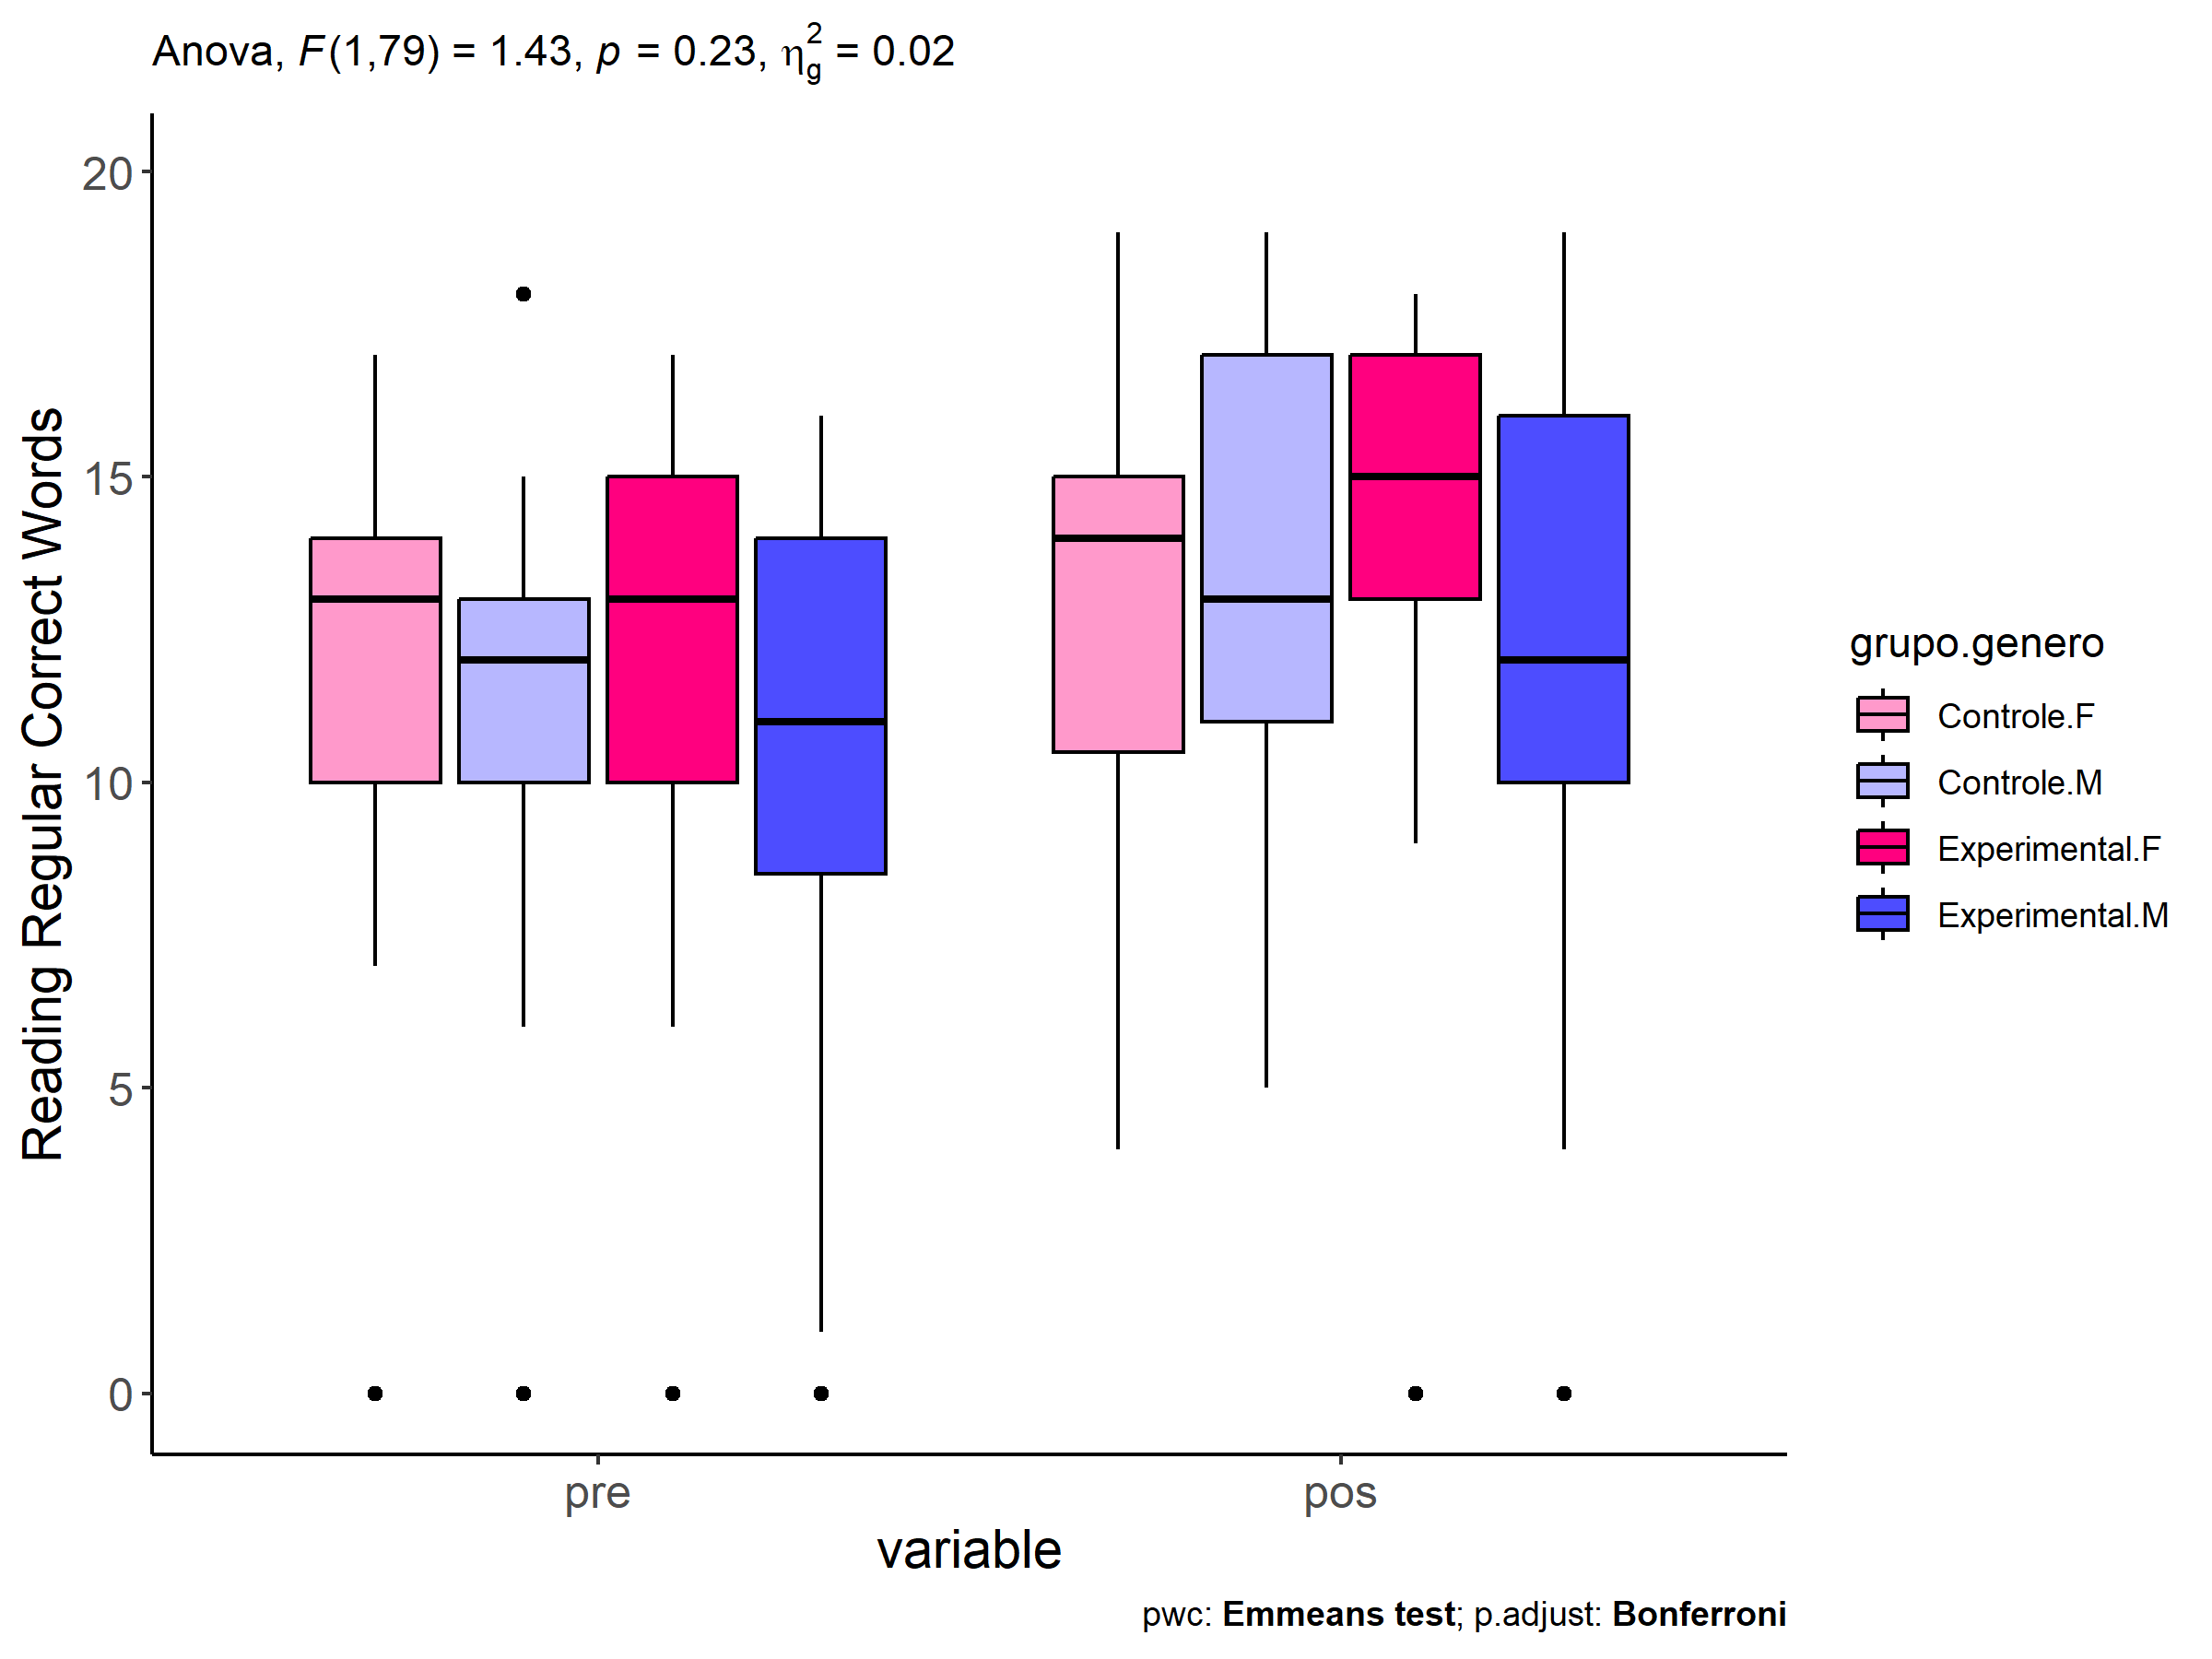 Anova, F(1,79) = 1.43, p = 0.23, η²g = 0.02
Reading Regular Correct Words
20
15
10
5
0
pre pos
variable
grupo.genero
Controle.F
Controle.M
Experimental.F
Experimental.M
pwc: Emmeans test; p.adjust: Bonferroni